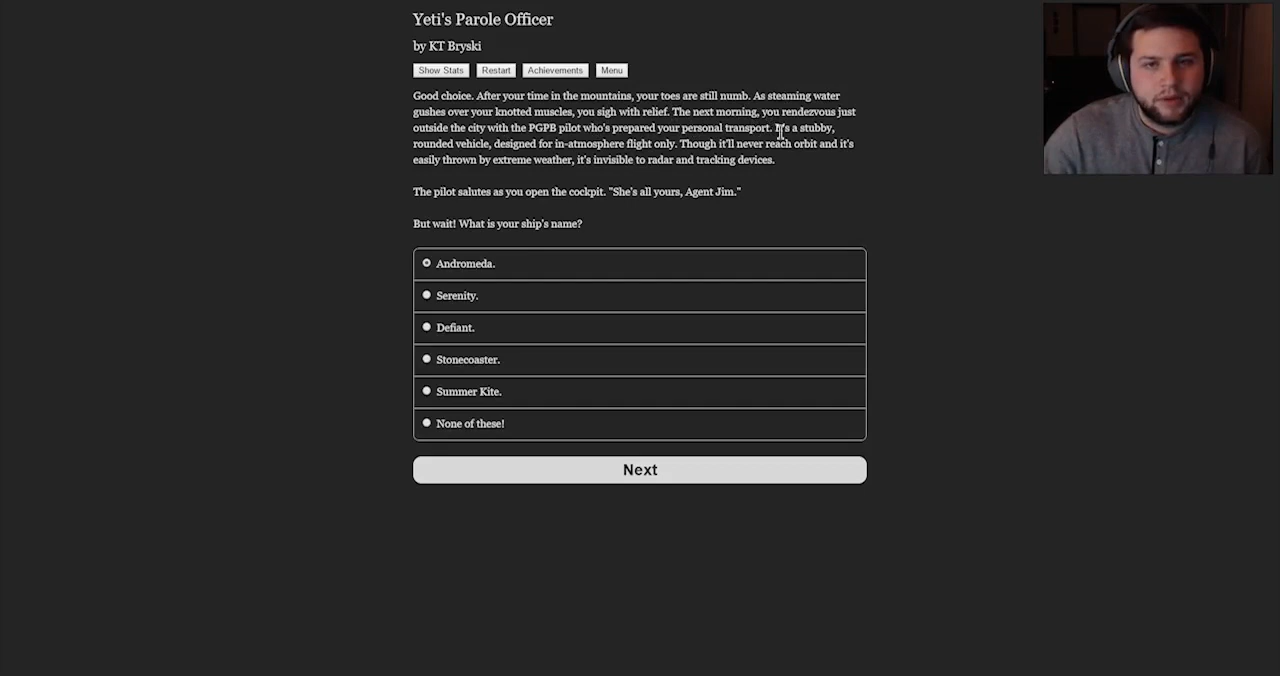 Yeti's Parole Officer
by KT Bryski
Show Stats Restart Achievements Menu
Good choice. After your time in the mountains, your toes are still numb. As steaming water
gushes over your knotted muscles, you sigh with relief. The next morning, you rendezvous just
outside the city with the PGPB pilot who's prepared your personal transport. It's a stubby,
rounded vehicle, designed for in-atmosphere flight only. Though it'll never reach orbit and it's
easily thrown by extreme weather, it's invisible to radar and tracking devices.
The pilot salutes as you open the cockpit. "She's all yours, Agent Jim."
But wait! What is your ship's name?
Andromeda.
Serenity.
Defiant.
Stonecoaster.
Summer Kite.
None of these!
Next